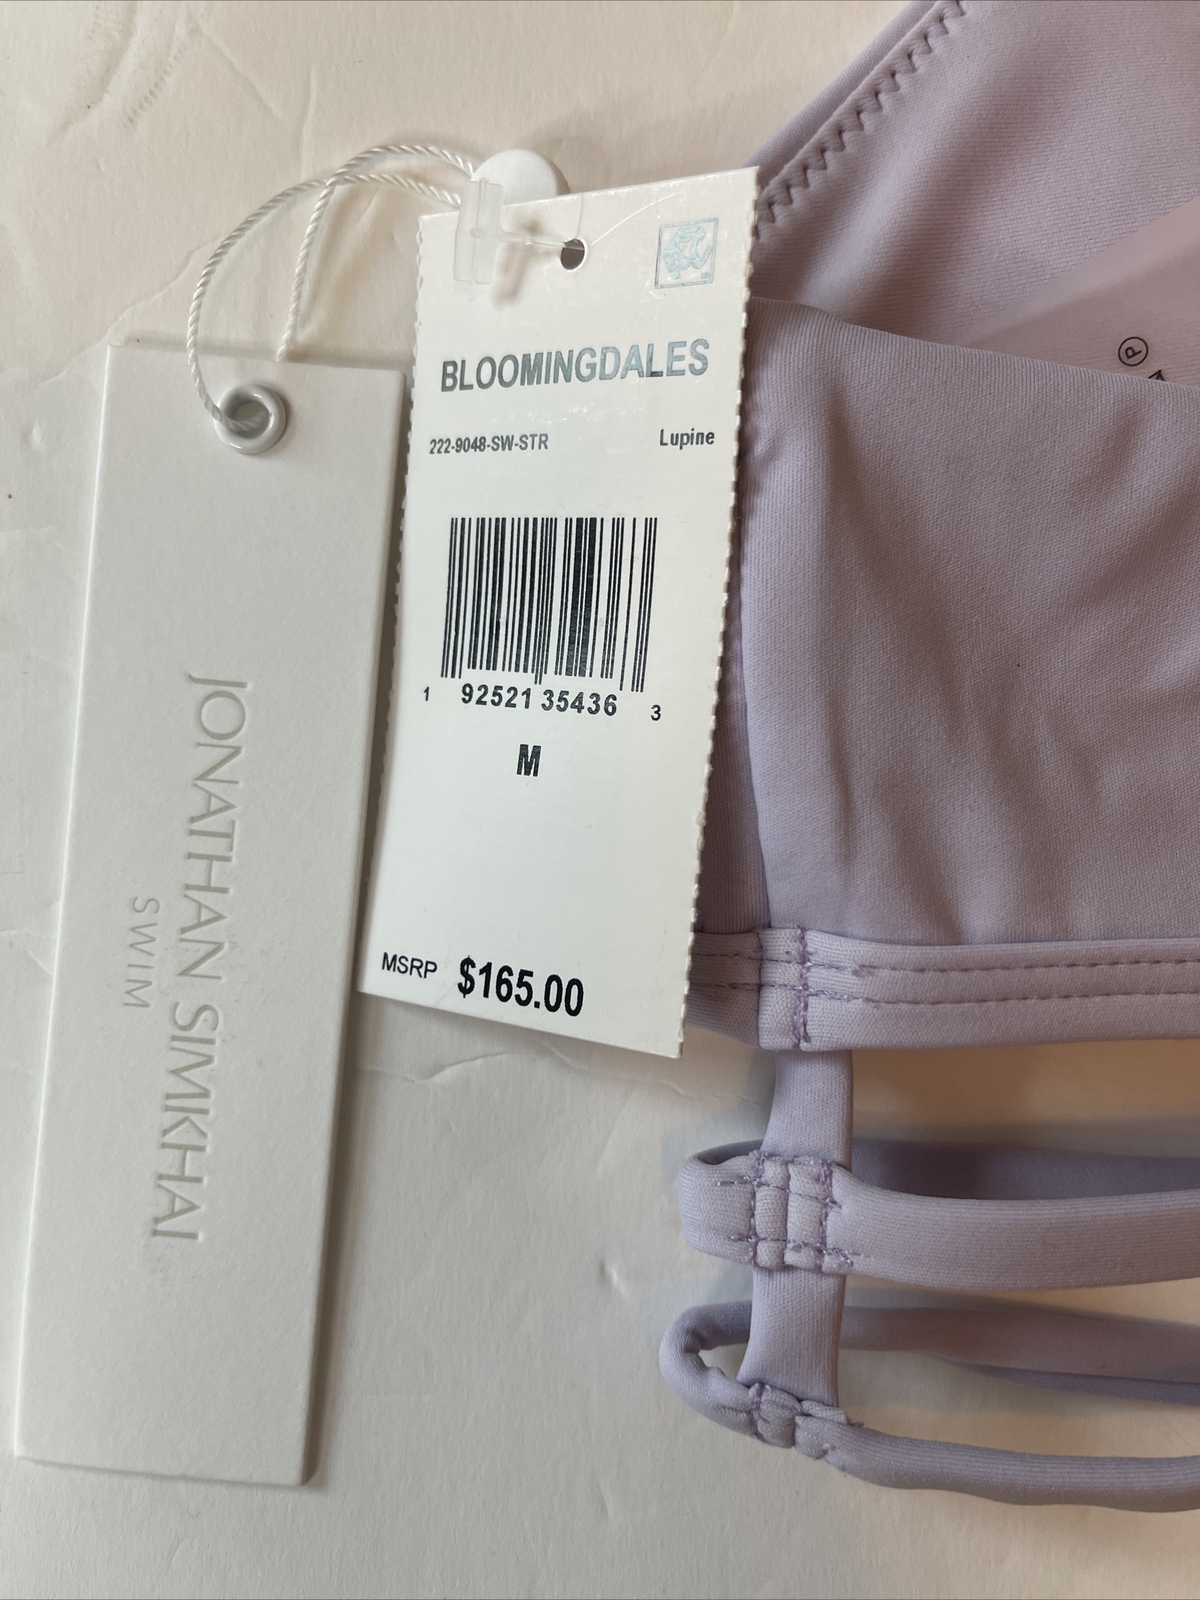 BLOOMINGDALES
222-9048-SW-STR Lupine
1 92521 35436 3
M
MSRP $165.00
JONATHAN SIMKHAI
SWIM
P